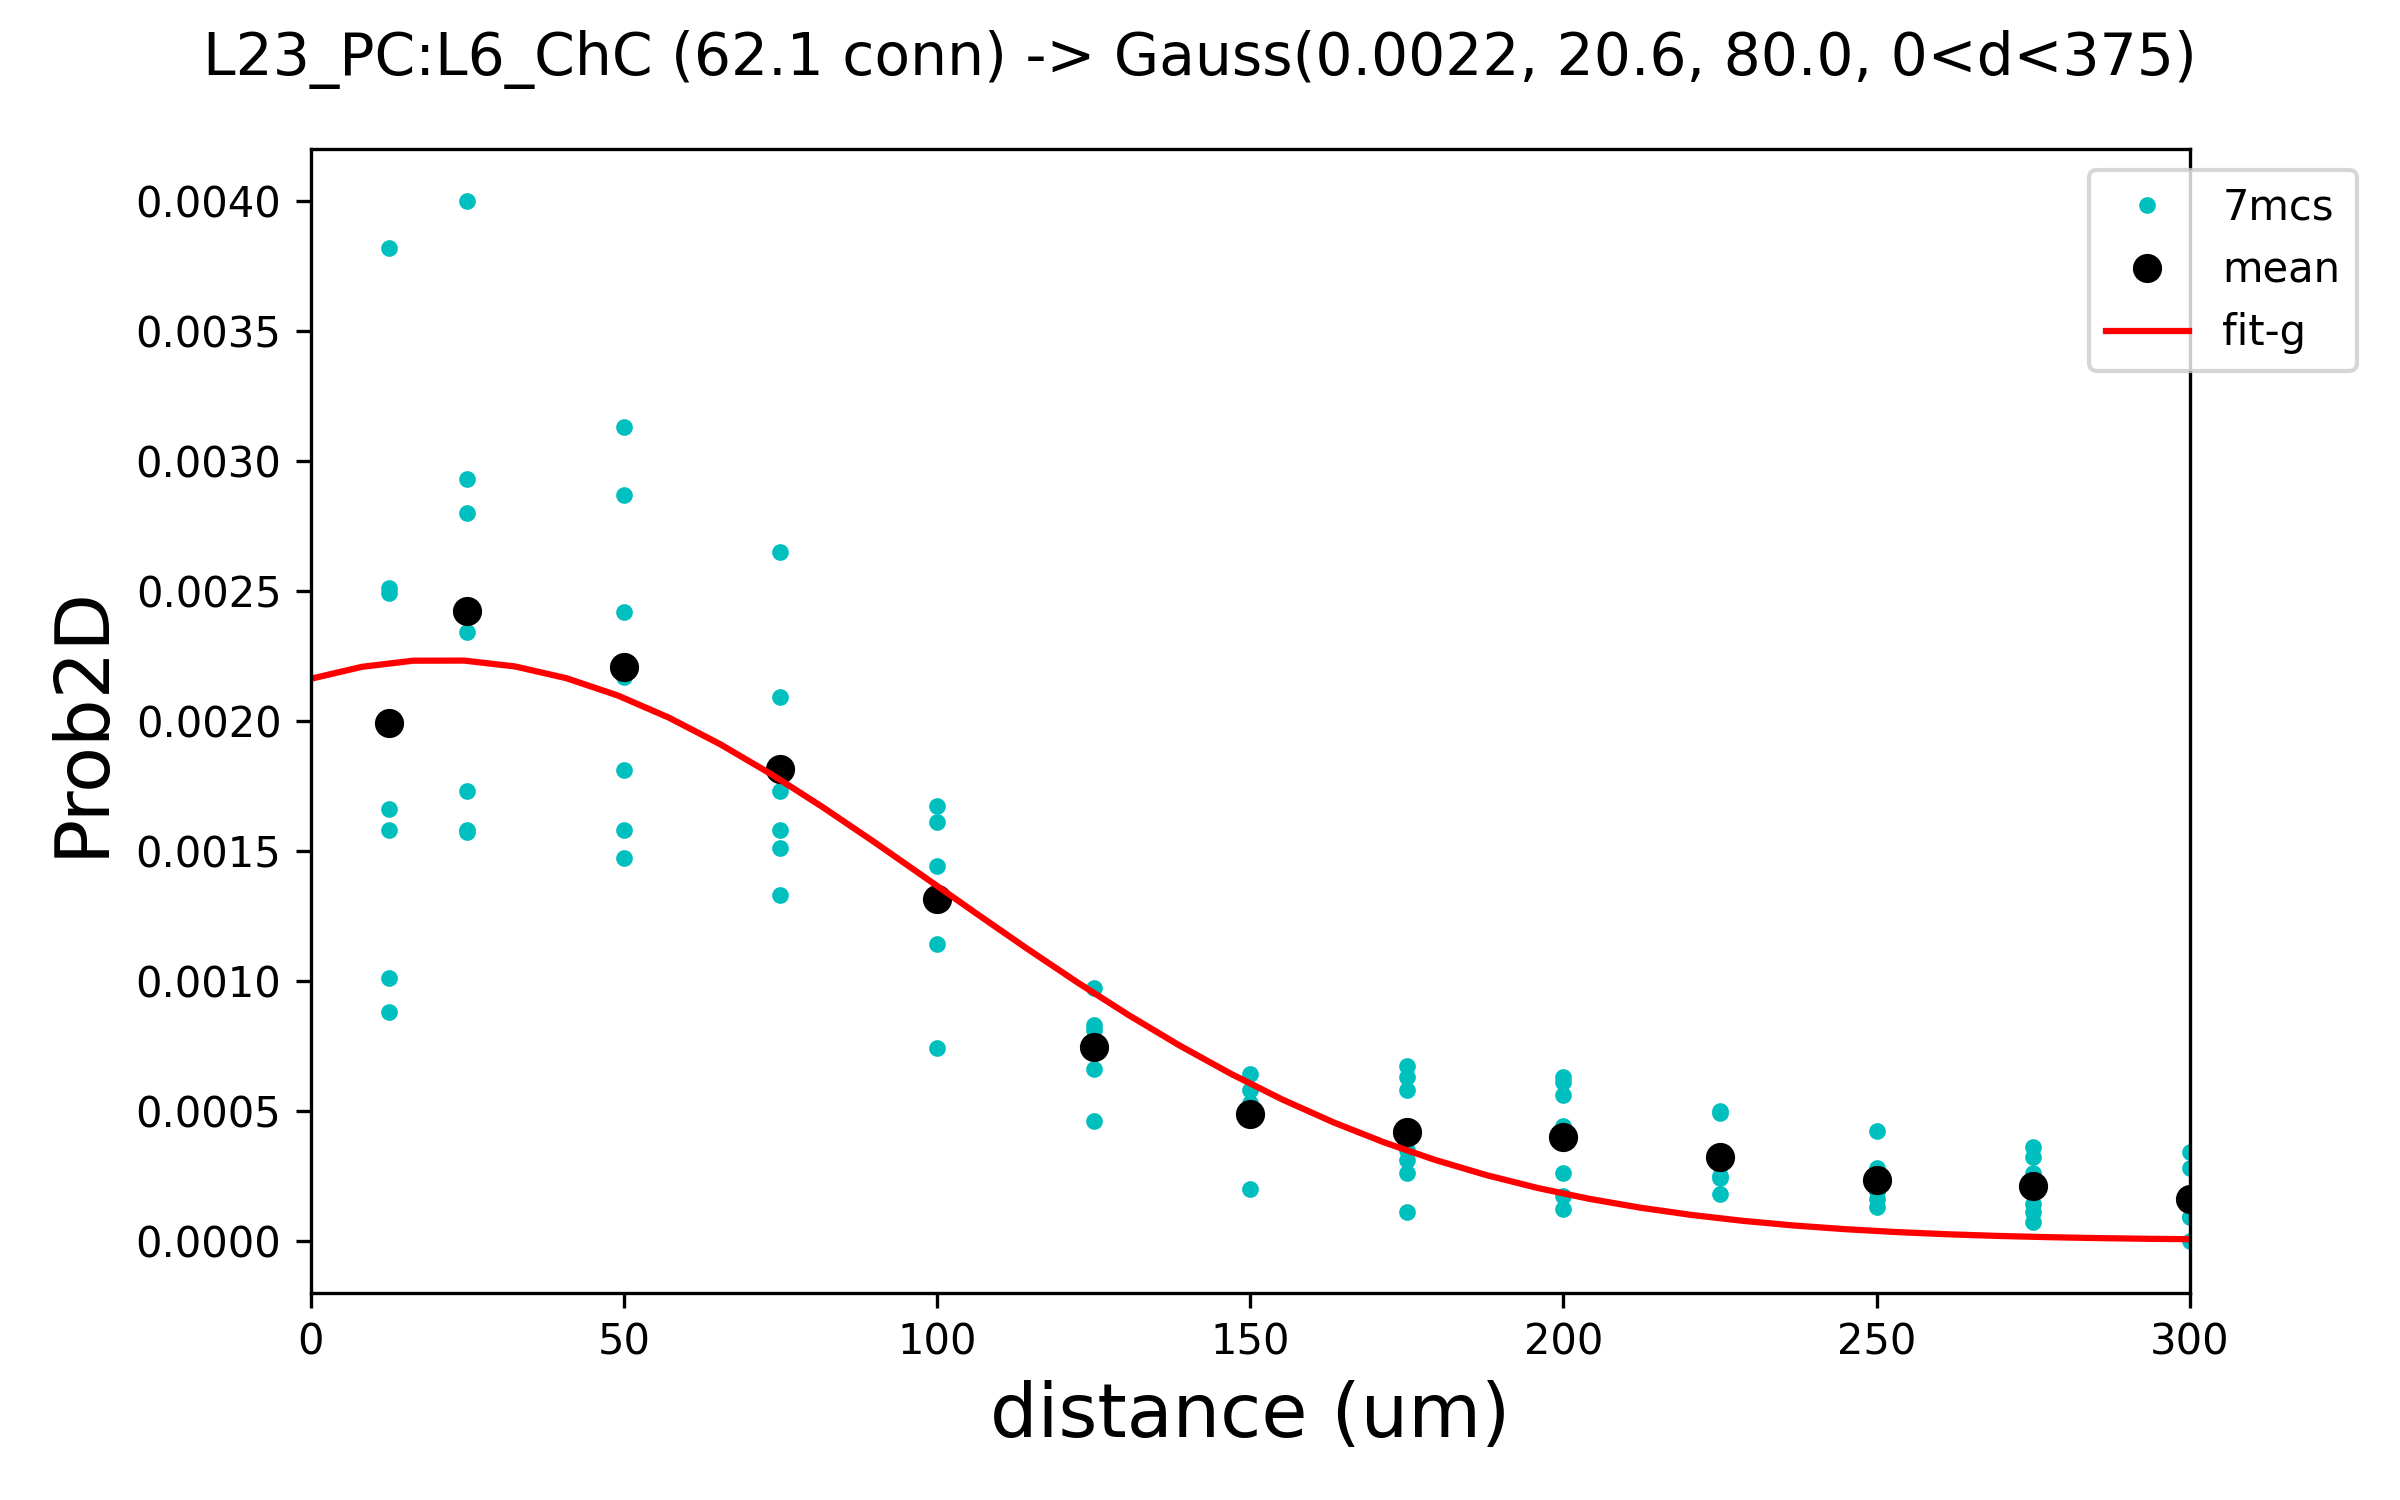 L23_PC:L6_ChC (62.1 conn) -> Gauss(0.0022, 20.6, 80.0, 0<d<375)
7mcs
mean
fit-g
Prob2D
0.0040
0.0035
0.0030
0.0025
0.0020
0.0015
0.0010
0.0005
0.0000
0 50 100 150 200 250 300
distance (um)